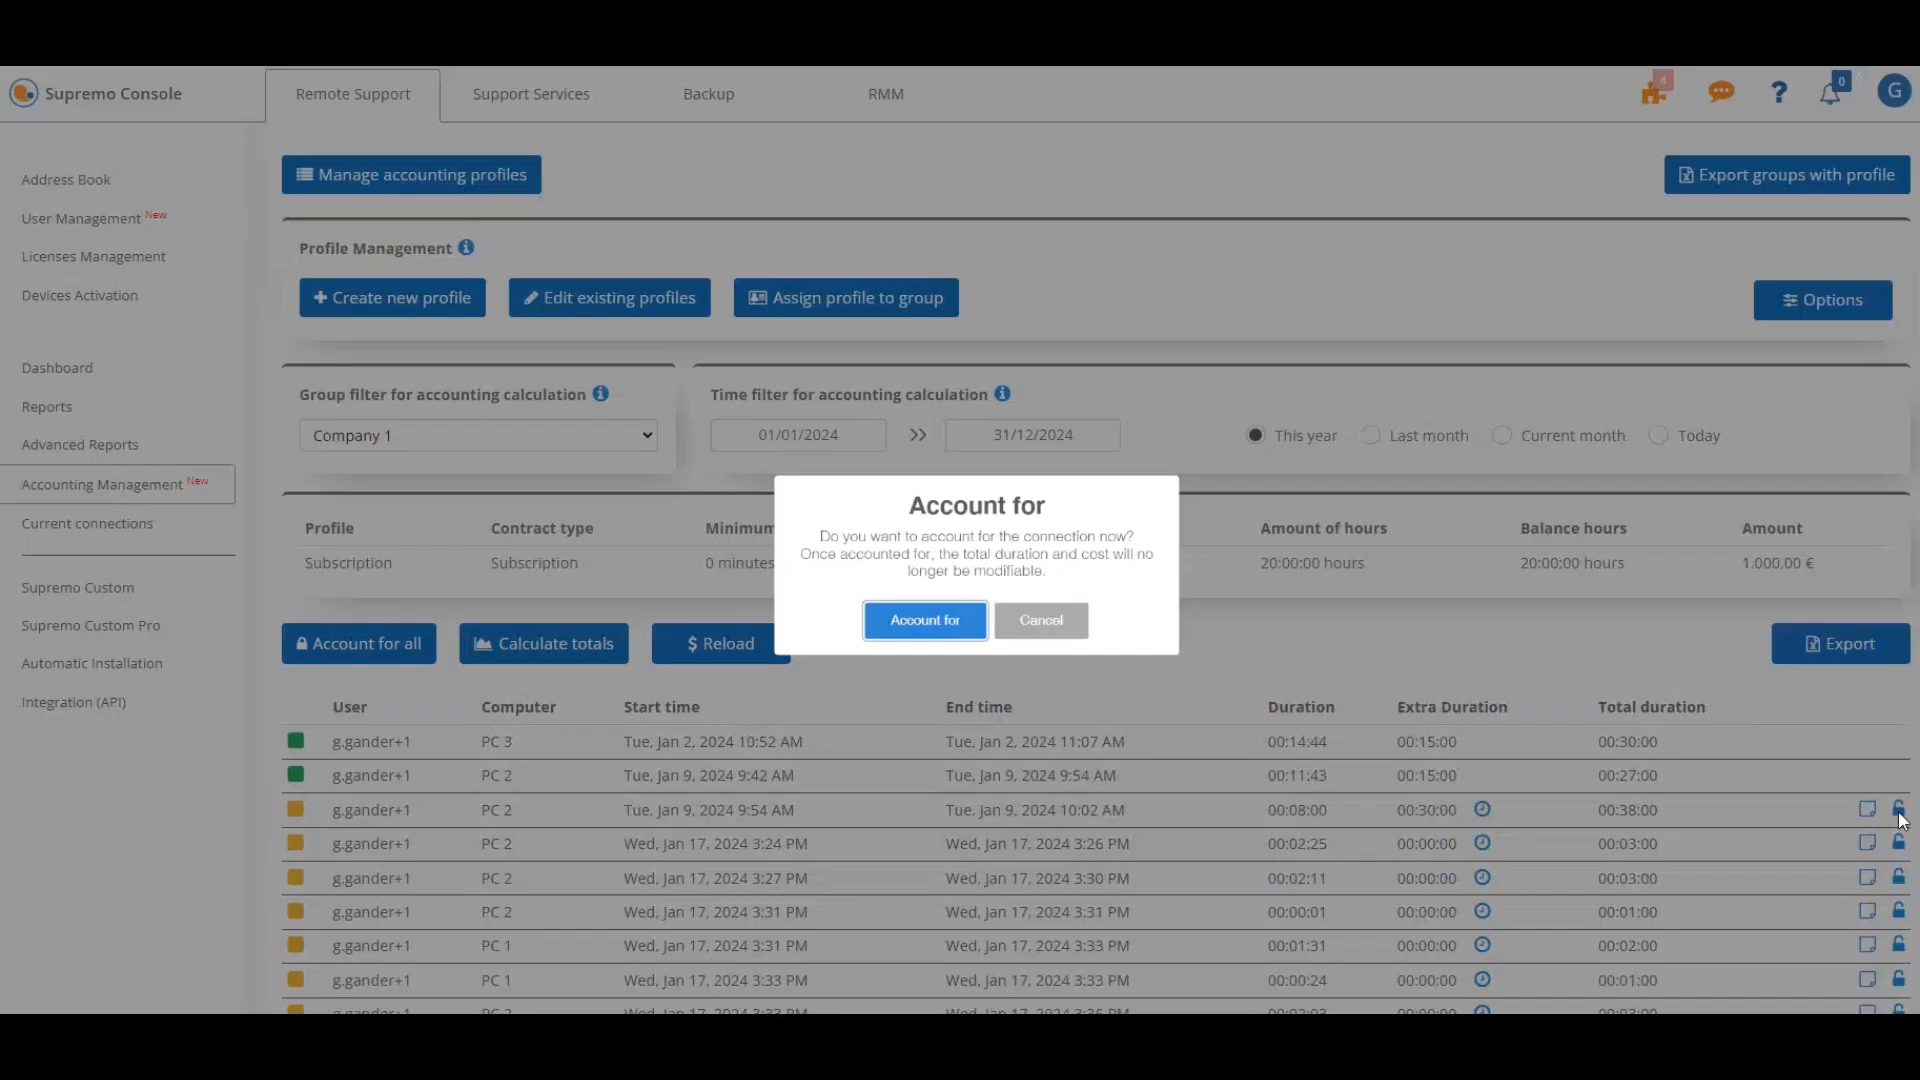 Supremo Console
Remote Support
Support Services
Backup
RMM
4
0
G
Address Book
User Management New
Licenses Management
Devices Activation
Dashboard
Reports
Advanced Reports
Accounting Management New
Current connections
Supremo Custom
Supremo Custom Pro
Automatic Installation
Integration (API)
Manage accounting profiles
Export groups with profile
Profile Management
Create new profile
Edit existing profiles
Assign profile to group
Options
Group filter for accounting calculation
Company 1
Time filter for accounting calculation
01/01/2024 >> 31/12/2024
This year Last month Current month Today
Profile Contract type Minimum Amount of hours Balance hours Amount
Subscription Subscription 0 minutes 20:00:00 hours 20:00:00 hours 1.000,00 €
Account for
Do you want to account for the connection now?
Once accounted for, the total duration and cost will no
longer be modifiable.
Account for
Cancel
Account for all
Calculate totals
$ Reload
Export
User Computer Start time End time Duration Extra Duration Total duration
g.gander+1 PC 3 Tue, Jan 2, 2024 10:52 AM Tue, Jan 2, 2024 11:07 AM 00:14:44 00:15:00 00:30:00
g.gander+1 PC 2 Tue, Jan 9, 2024 9:42 AM Tue, Jan 9, 2024 9:54 AM 00:11:43 00:15:00 00:27:00
g.gander+1 PC 2 Tue, Jan 9, 2024 9:54 AM Tue, Jan 9, 2024 10:02 AM 00:08:00 00:30:00 00:38:00
g.gander+1 PC 2 Wed, Jan 17, 2024 3:24 PM Wed, Jan 17, 2024 3:26 PM 00:02:25 00:00:00 00:03:00
g.gander+1 PC 2 Wed, Jan 17, 2024 3:27 PM Wed, Jan 17, 2024 3:30 PM 00:02:11 00:00:00 00:03:00
g.gander+1 PC 2 Wed, Jan 17, 2024 3:31 PM Wed, Jan 17, 2024 3:31 PM 00:00:01 00:00:00 00:01:00
g.gander+1 PC 1 Wed, Jan 17, 2024 3:31 PM Wed, Jan 17, 2024 3:33 PM 00:01:31 00:00:00 00:02:00
g.gander+1 PC 1 Wed, Jan 17, 2024 3:33 PM Wed, Jan 17, 2024 3:33 PM 00:00:24 00:00:00 00:01:00